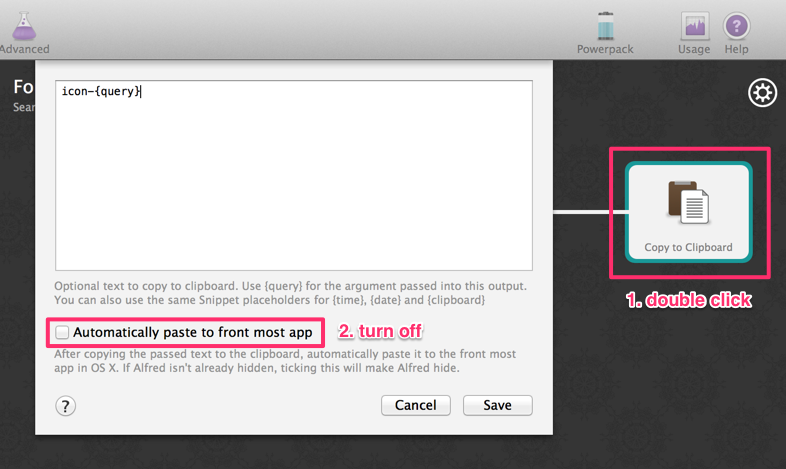 Advanced
Powerpack
Usage
Help
Fo
Sear
icon-{query}
Copy to Clipboard
1. double click
Optional text to copy to clipboard. Use {query} for the argument passed into this output.
You can also use the same Snippet placeholders for {time}, {date} and {clipboard}
Automatically paste to front most app
2. turn off
After copying the passed text to the clipboard, automatically paste it to the front most
app in OS X. If Alfred isn't already hidden, ticking this will make Alfred hide.
?
Cancel
Save